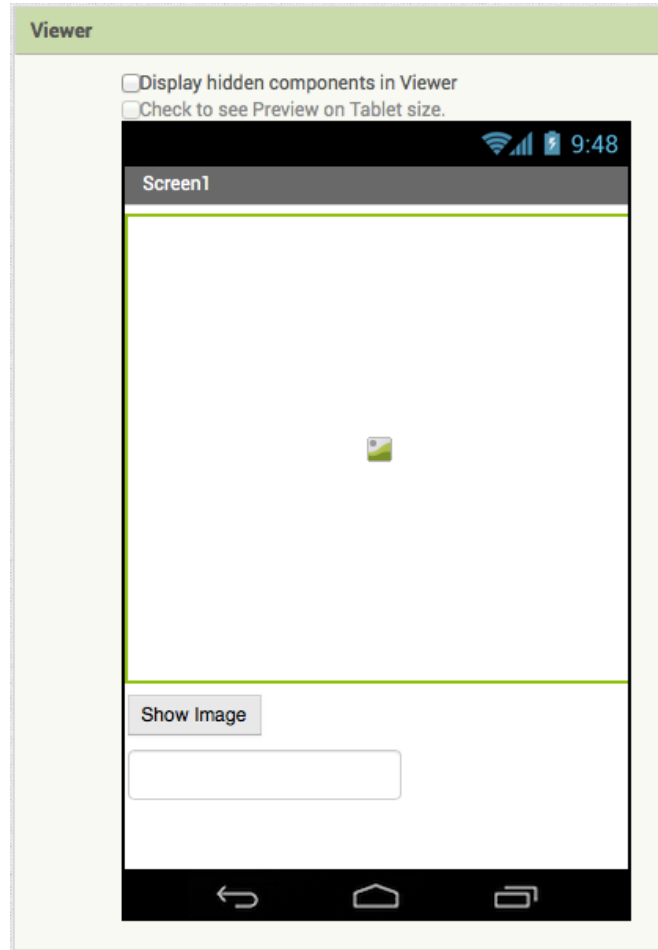 Viewer
Display hidden components in Viewer
Check to see Preview on Tablet size.
9:48
Screen1
Show Image